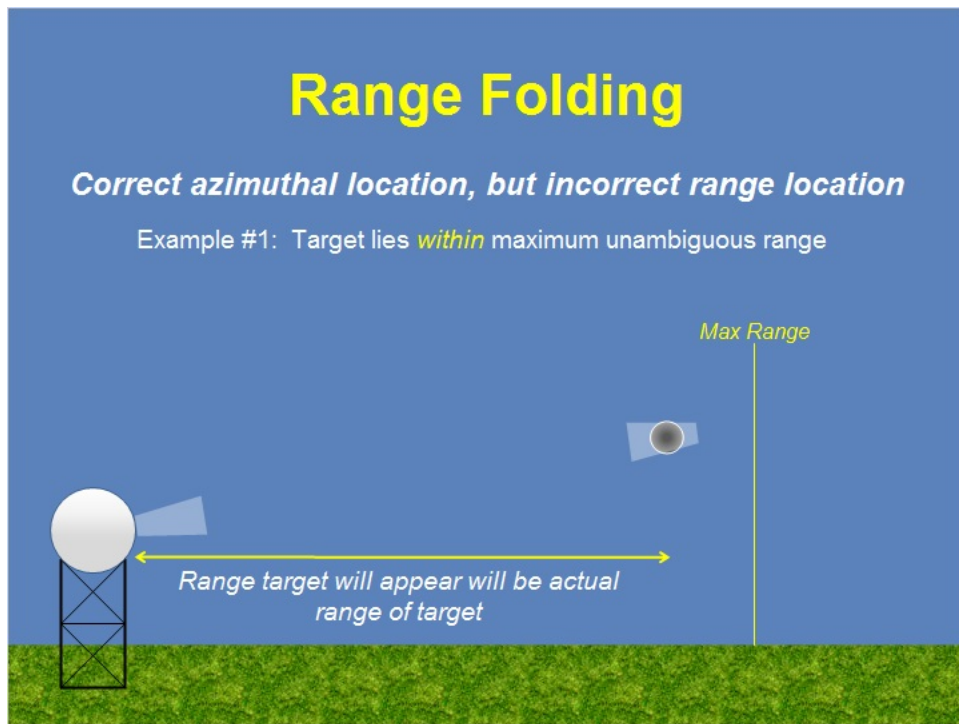 Range Folding
Correct azimuthal location, but incorrect range location
Example #1: Target lies within maximum unambiguous range
Max Range
Range target will appear will be actual
range of target